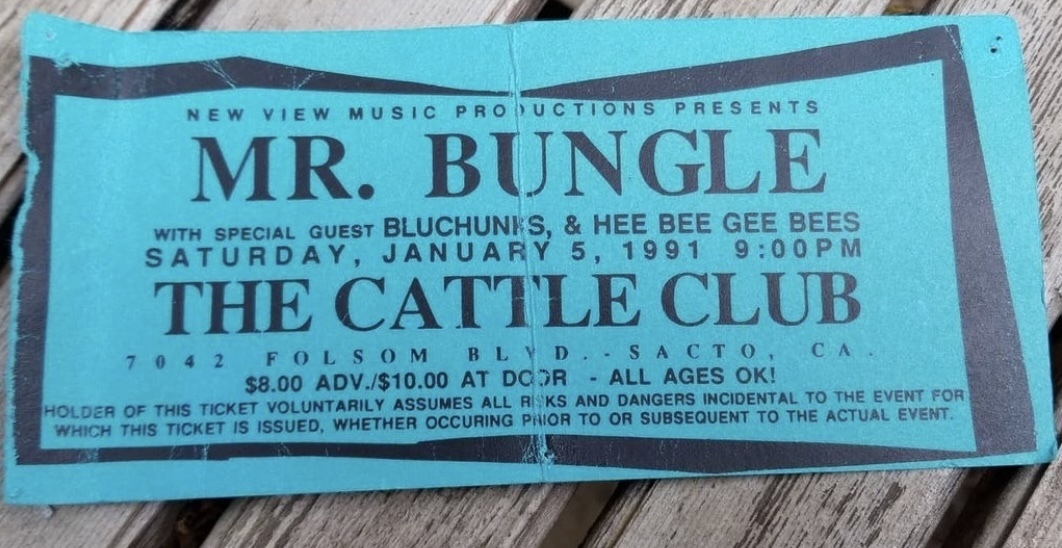 NEW VIEW MUSIC PRODUCTIONS PRESENTS
MR. BUNGLE
WITH SPECIAL GUEST BLUCHUNKS, & HEE BEE GEE BEES
SATURDAY, JANUARY 5, 1991 9:00PM
THE CATTLE CLUB
7042 FOLSOM BLVD.-SACTO, CA.
$8.00 ADV./$10.00 AT DOOR - ALL AGES OK!
HOLDER OF THIS TICKET VOLUNTARILY ASSUMES ALL RISKS AND DANGERS INCIDENTAL TO THE EVENT FOR
WHICH THIS TICKET IS ISSUED, WHETHER OCCURING PRIOR TO OR SUBSEQUENT TO THE ACTUAL EVENT.